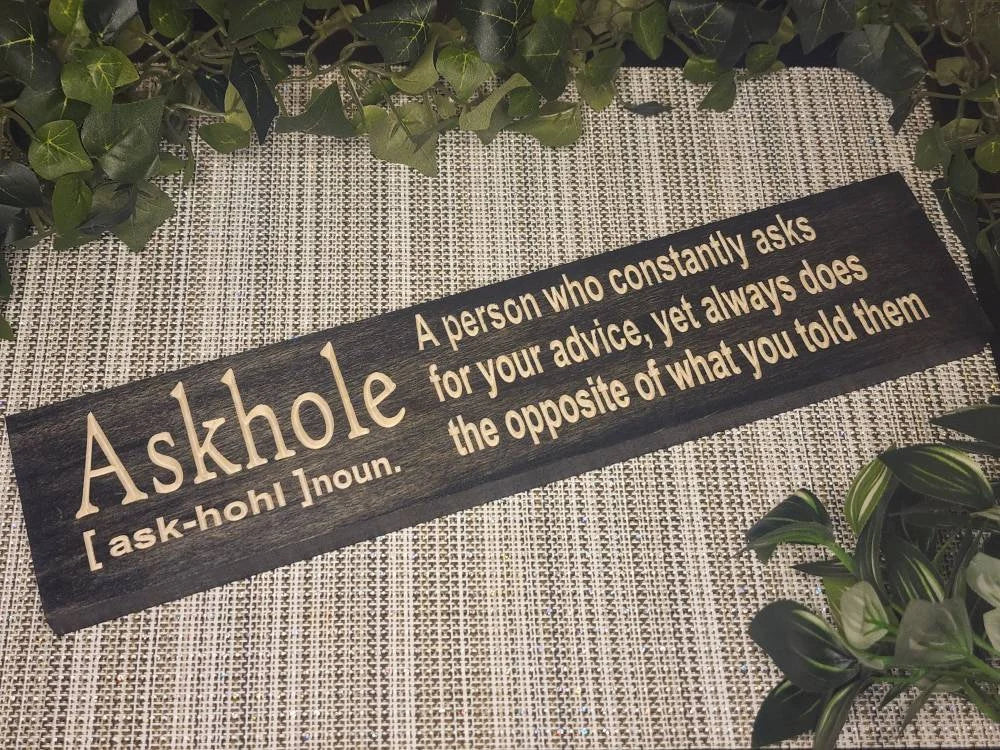 Askhole
[ ask-hohl ]noun.
A person who constantly asks
for your advice, yet always does
the opposite of what you told them